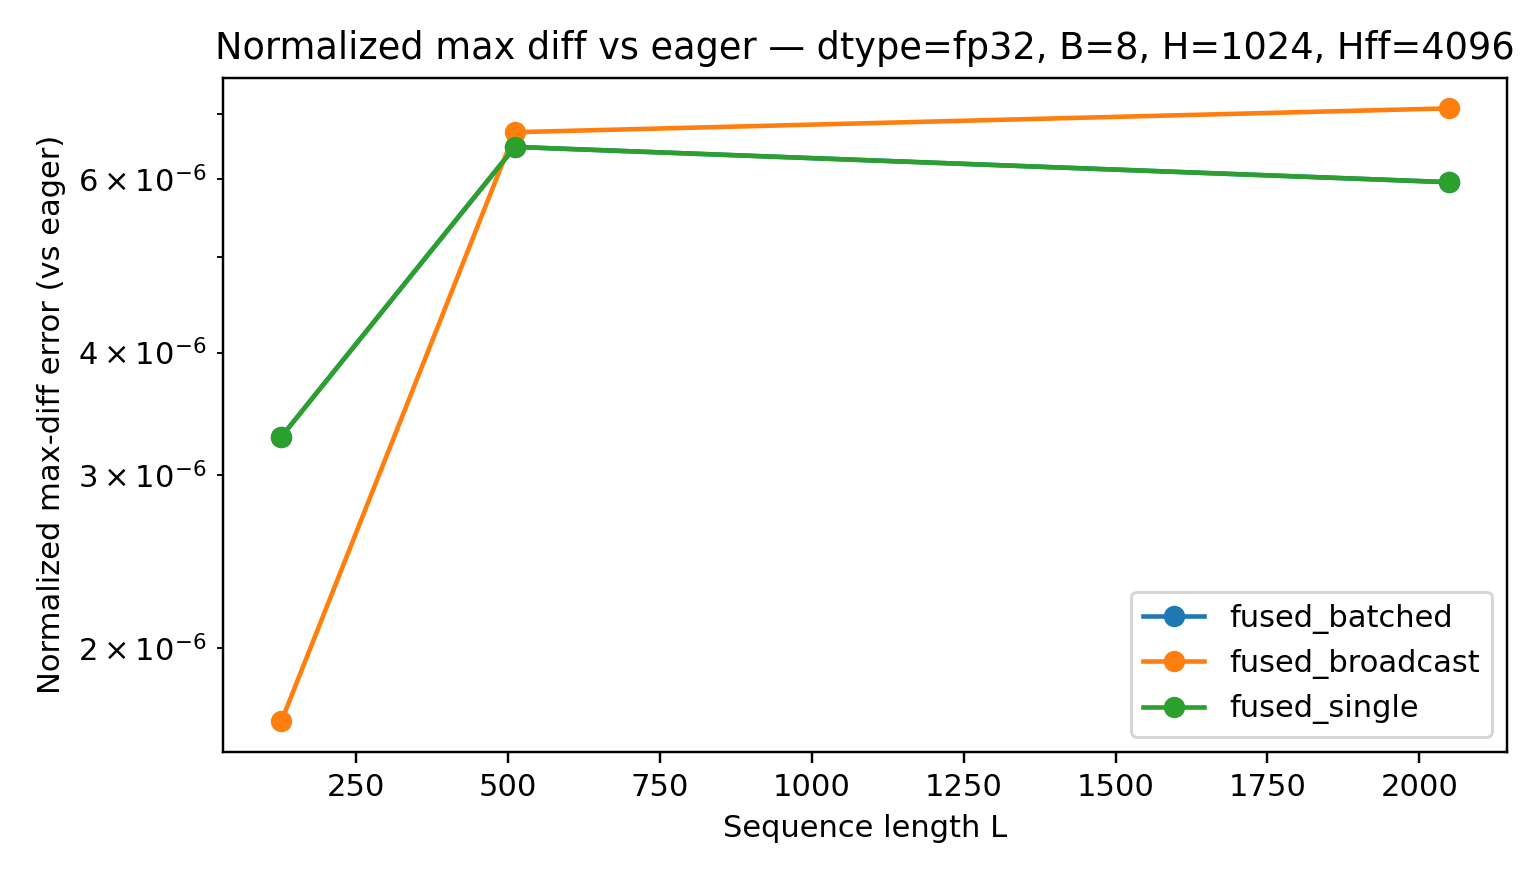 Normalized max diff vs eager — dtype=fp32, B=8, H=1024, Hff=4096
Normalized max-diff error (vs eager)
6 × 10⁻⁶
4 × 10⁻⁶
3 × 10⁻⁶
2 × 10⁻⁶
fused_batched
fused_broadcast
fused_single
250 500 750 1000 1250 1500 1750 2000
Sequence length L